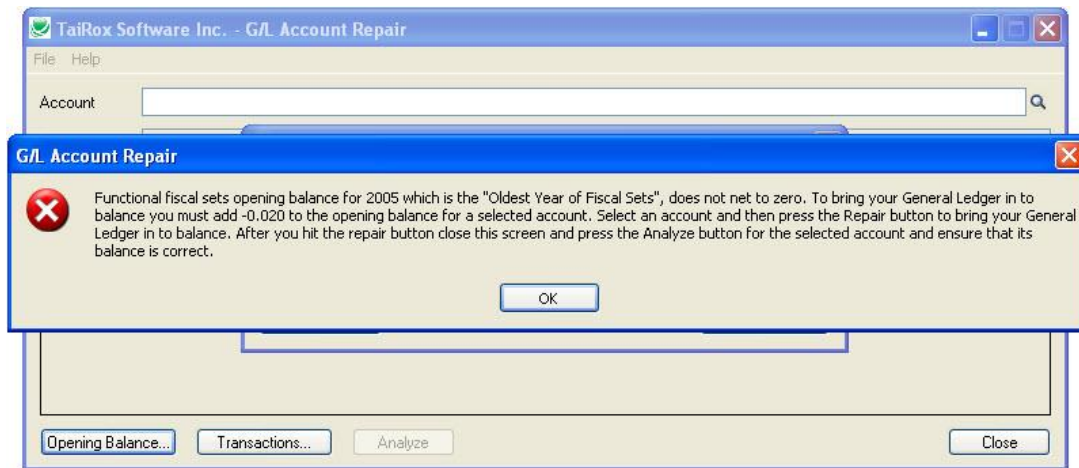 TaiRox Software Inc. - G/L Account Repair
File Help
Account
G/L Account Repair
Functional fiscal sets opening balance for 2005 which is the "Oldest Year of Fiscal Sets", does not net to zero. To bring your General Ledger in to
balance you must add -0.020 to the opening balance for a selected account. Select an account and then press the Repair button to bring your General
Ledger in to balance. After you hit the repair button close this screen and press the Analyze button for the selected account and ensure that its
balance is correct.
OK
Opening Balance... Transactions... Analyze Close